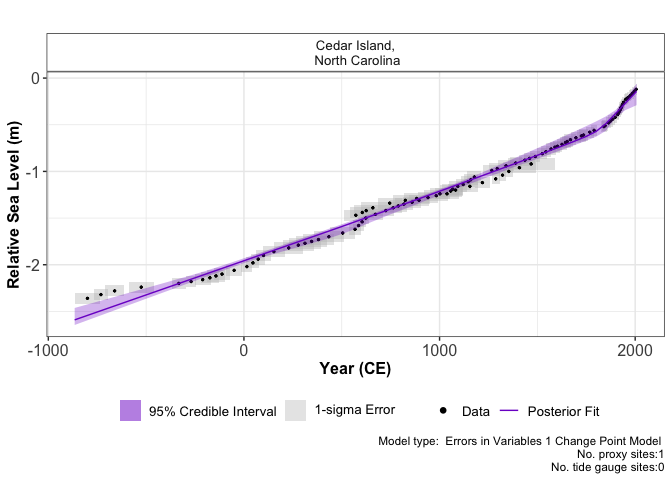 Cedar Island,
North Carolina
0
-1
-2
Relative Sea Level (m)
-1000
0
1000
2000
Year (CE)
95% Credible Interval
1-sigma Error
Data
Posterior Fit
Model type:  Errors in Variables 1 Change Point Model
No. proxy sites:1
No. tide gauge sites:0